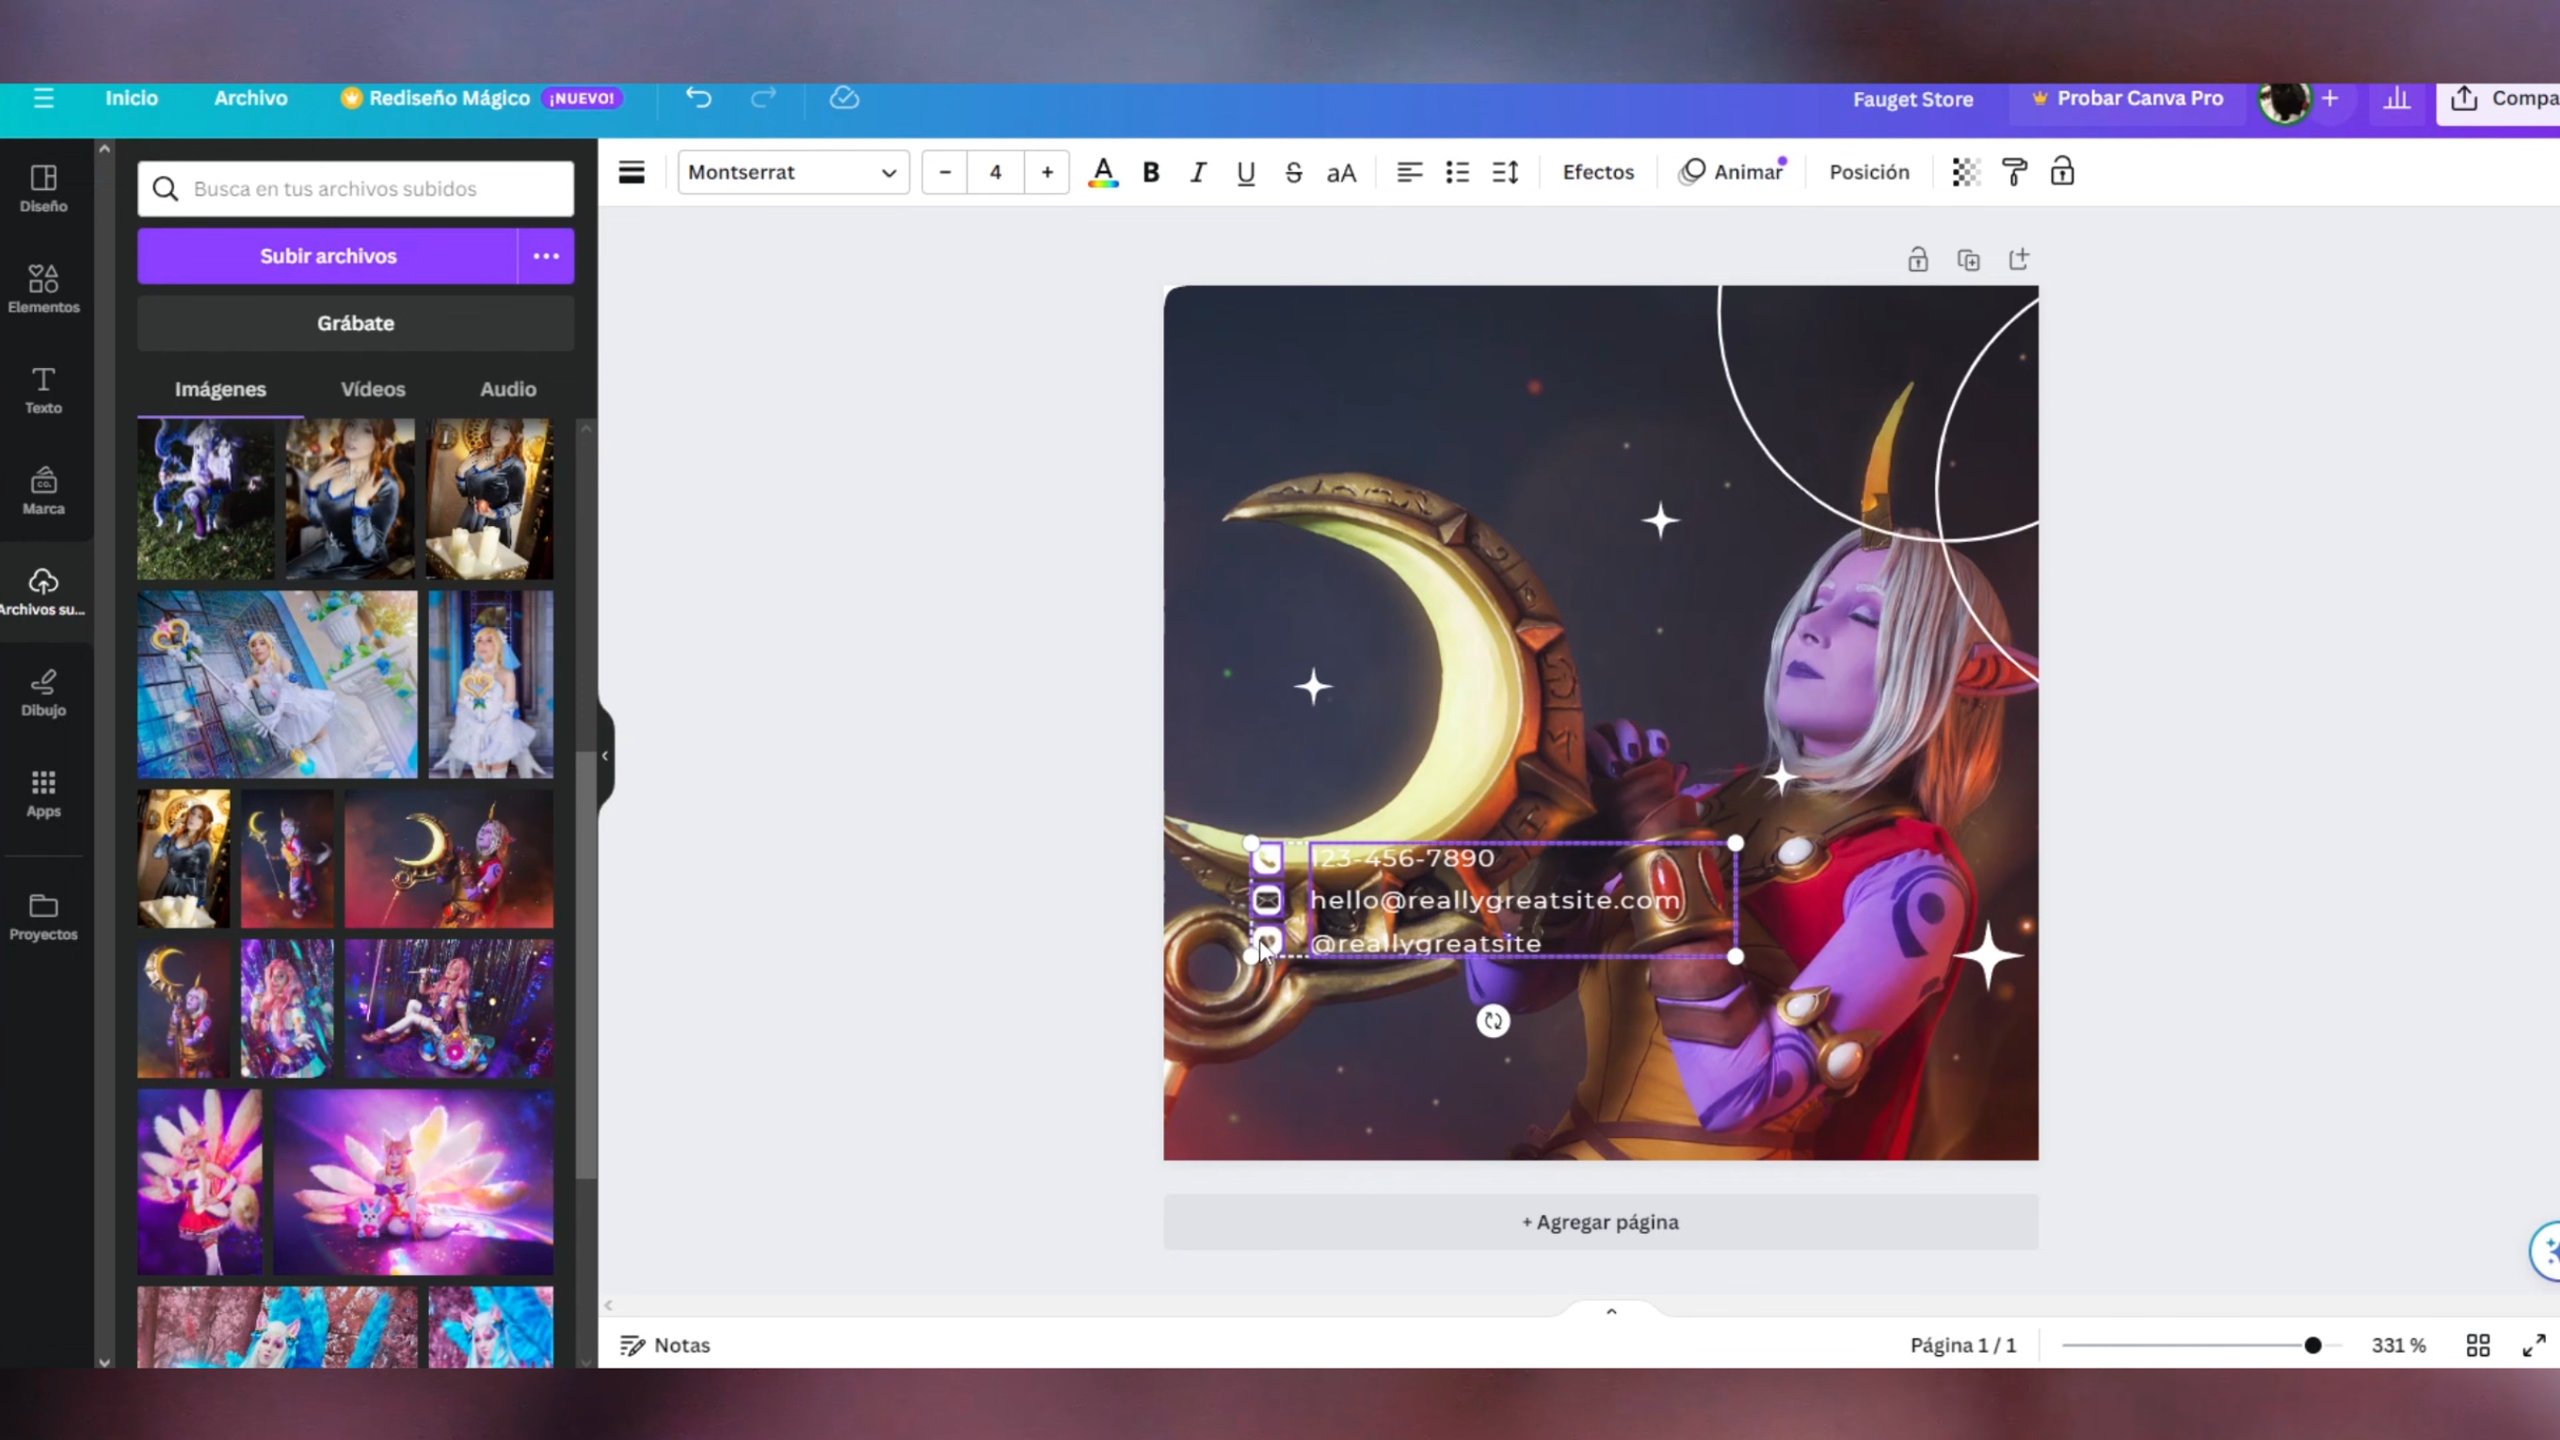 Inicio
Archivo
Rediseño Mágico
¡NUEVO!
Fauget Store
Probar Canva Pro
Compa
Busca en tus archivos subidos
Subir archivos
Grábate
Imágenes
Vídeos
Audio
Diseño
Elementos
Texto
CO.
Marca
Archivos su...
Dibujo
Apps
Proyectos
Montserrat
4
A
B
I
U
S
aA
Efectos
Animar
Posición
123-456-7890
hello@reallygreatsite.com
@reallygreatsite
+ Agregar página
Notas
Página 1 / 1
331 %